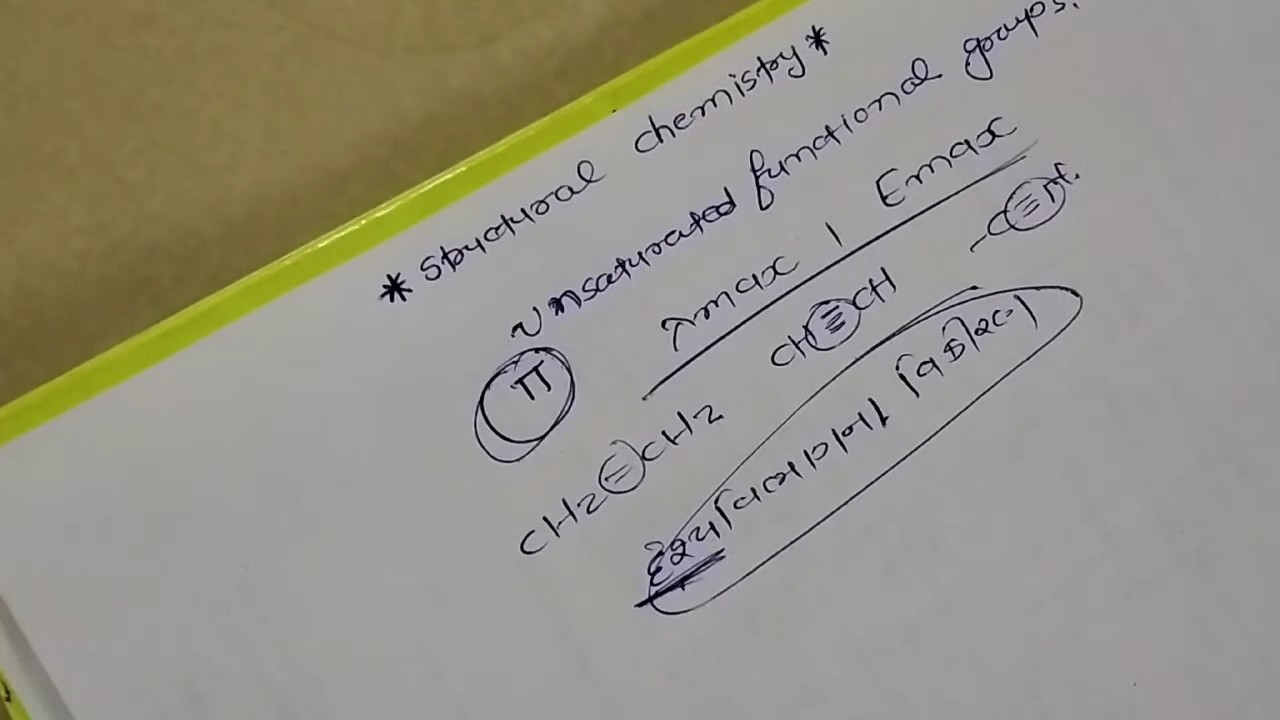 * Structural chemistry *
unsaturated functional groups.
π
λmax, Emax
CH2=CH2 CH≡CH -C≡N.